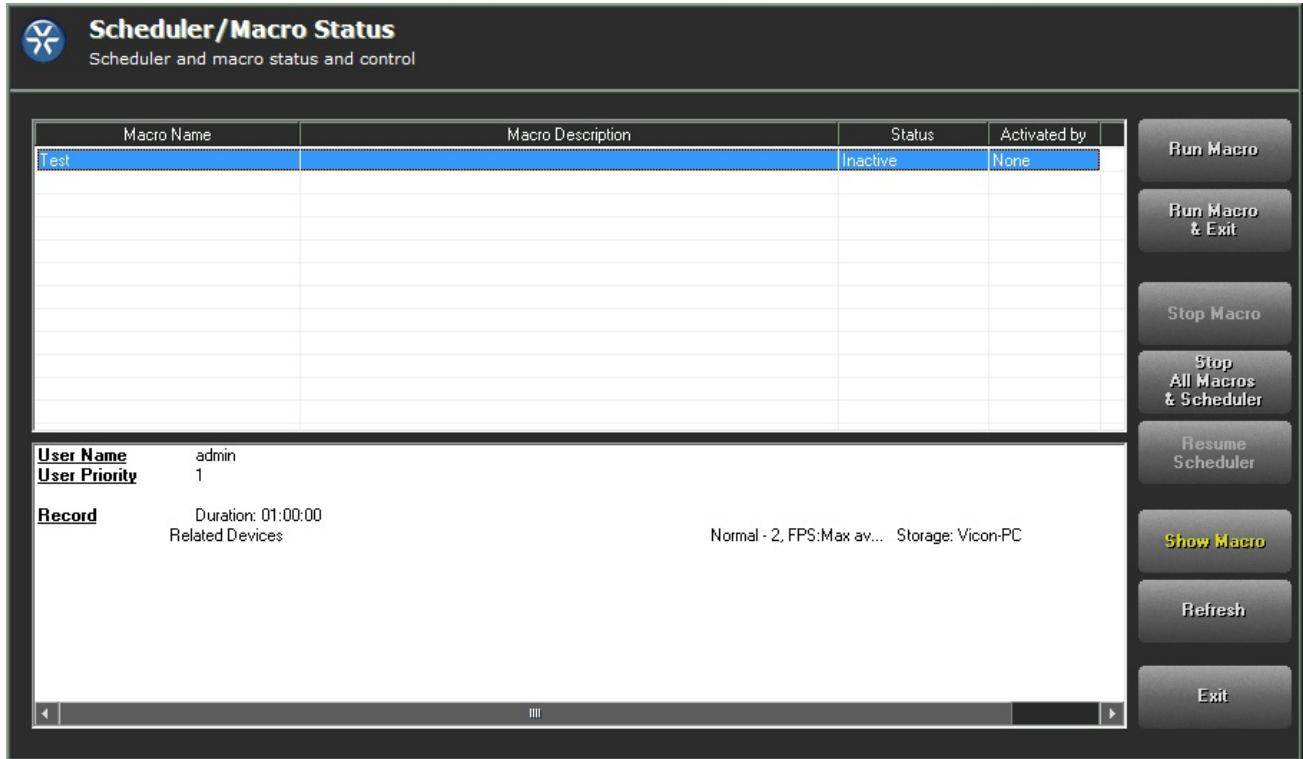 Scheduler/Macro Status
Scheduler and macro status and control
Macro Name Macro Description Status Activated by
Test Inactive None
User Name admin
User Priority 1
Record Duration: 01:00:00
Related Devices Normal - 2, FPS:Max av... Storage: Vicon-PC
Run Macro
Run Macro
& Exit
Stop Macro
Stop
All Macros
& Scheduler
Resume
Scheduler
Show Macro
Refresh
Exit